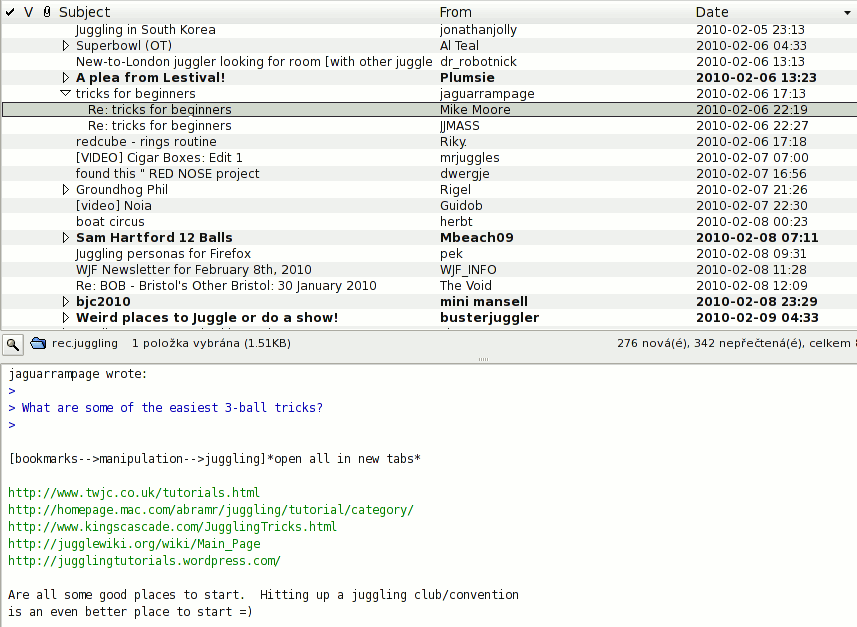 ✔ V Subject From Date
Juggling in South Korea jonathanjolly 2010-02-05 23:13
Superbowl (OT) Al Teal 2010-02-06 04:33
New-to-London juggler looking for room [with other juggle dr_robotnick 2010-02-06 13:13
A plea from Lestival! Plumsie 2010-02-06 13:23
tricks for beginners jaguarrampage 2010-02-06 17:13
Re: tricks for beginners Mike Moore 2010-02-06 22:19
Re: tricks for beginners JJMASS 2010-02-06 22:27
redcube - rings routine Riky. 2010-02-06 17:18
[VIDEO] Cigar Boxes: Edit 1 mrjuggles 2010-02-07 07:00
found this " RED NOSE project dwergje 2010-02-07 16:56
Groundhog Phil Rigel 2010-02-07 21:26
[video] Noia Guidob 2010-02-07 22:30
boat circus herbt 2010-02-08 00:23
Sam Hartford 12 Balls Mbeach09 2010-02-08 07:11
Juggling personas for Firefox pek 2010-02-08 09:31
WJF Newsletter for February 8th, 2010 WJF_INFO 2010-02-08 11:28
Re: BOB - Bristol's Other Bristol: 30 January 2010 The Void 2010-02-08 12:09
bjc2010 mini mansell 2010-02-08 23:29
Weird places to Juggle or do a show! busterjuggler 2010-02-09 04:33
rec.juggling 1 položka vybrána (1.51KB) 276 nová(é), 342 nepřečtená(é), celkem
jaguarrampage wrote:
>
> What are some of the easiest 3-ball tricks?
>
[bookmarks-->manipulation-->juggling]*open all in new tabs*
http://www.twjc.co.uk/tutorials.html
http://homepage.mac.com/abramr/juggling/tutorial/category/
http://www.kingscascade.com/JugglingTricks.html
http://jugglewiki.org/wiki/Main_Page
http://jugglingtutorials.wordpress.com/
Are all some good places to start. Hitting up a juggling club/convention
is an even better place to start =)